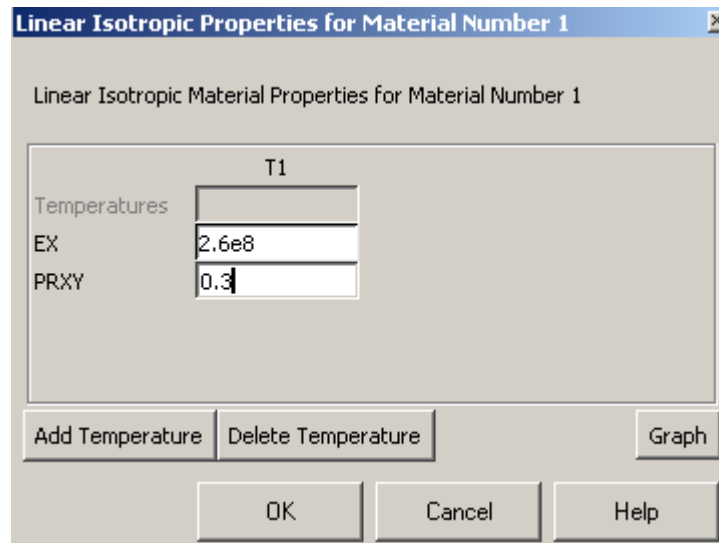 Linear Isotropic Properties for Material Number 1
Linear Isotropic Material Properties for Material Number 1
T1
Temperatures
EX 2.6e8
PRXY 0.3
Add Temperature Delete Temperature Graph
OK Cancel Help